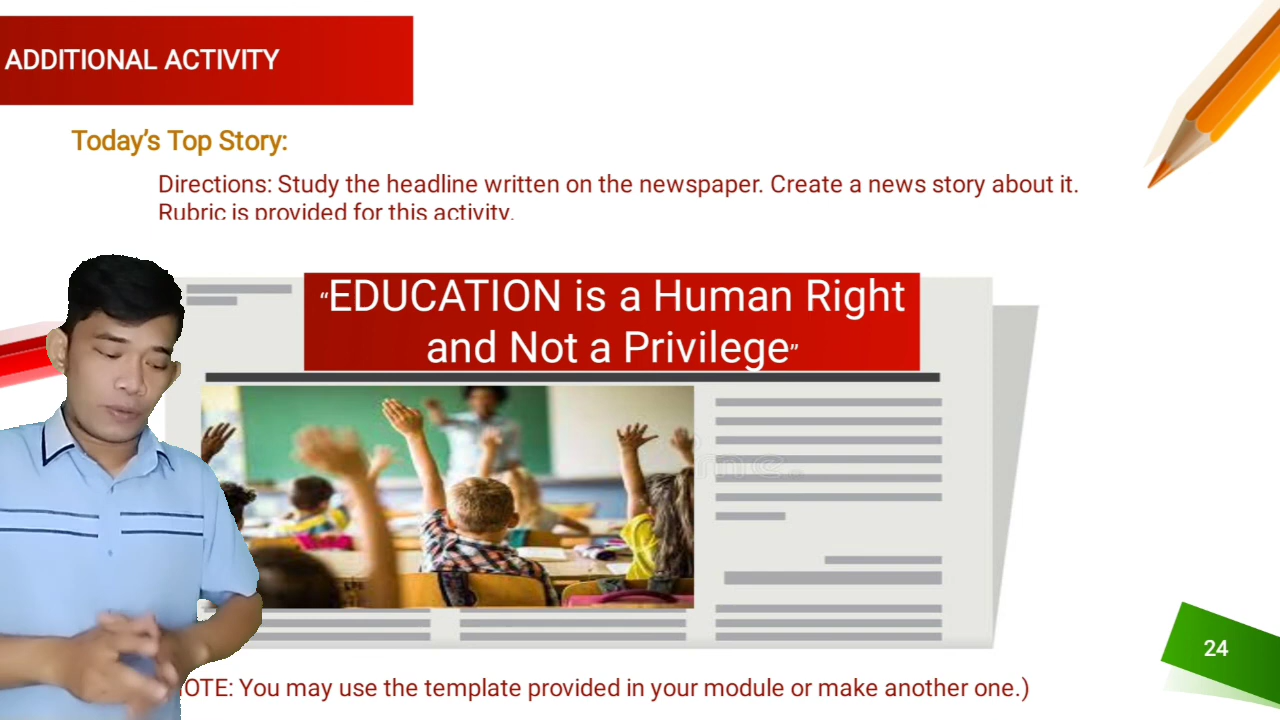 ADDITIONAL ACTIVITY
Today's Top Story:
Directions: Study the headline written on the newspaper. Create a news story about it.
Rubric is provided for this activity.
“EDUCATION is a Human Right
and Not a Privilege”
OTE: You may use the template provided in your module or make another one.)
24